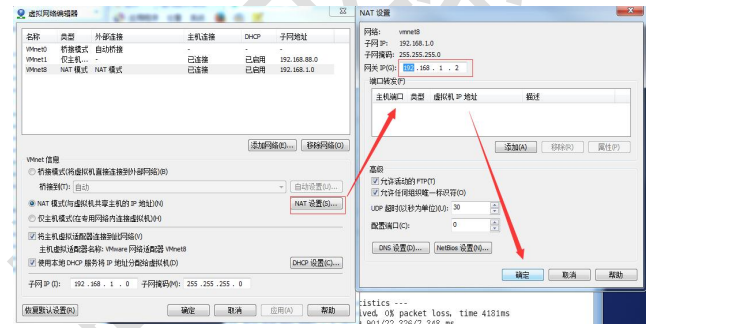 虚拟网络编辑器
名称 类型 外部连接 主机连接 DHCP 子网地址
VMnet0 桥接模式 自动桥接 - - -
VMnet1 仅主机... - 已连接 已启用 192.168.88.0
VMnet8 NAT 模式 NAT 模式 已连接 已启用 192.168.1.0
添加网络(E)... 移除网络(O)
VMnet 信息
桥接模式(将虚拟机直接连接到外部网络)(B)
桥接到(T): 自动 自动设置(U)...
NAT 模式(与虚拟机共享主机的 IP 地址)(N) NAT 设置(S)...
仅主机模式(在专用网络内连接虚拟机)(H)
将主机虚拟适配器连接到此网络(V)
主机虚拟适配器名称: VMware 网络适配器 VMnet8
使用本地 DHCP 服务将 IP 地址分配给虚拟机(D) DHCP 设置(C)...
子网 IP (I): 192 .168 . 1 . 0 子网掩码(M): 255 .255 .255 . 0
恢复默认设置(R) 确定 取消 应用(A) 帮助
NAT 设置
网络: vmnet8
子网 IP: 192.168.1.0
子网掩码: 255.255.255.0
网关 IP(G): 192 .168 . 1 . 2
端口转发(F)
主机端口 类型 虚拟机 IP 地址 描述
添加(A) 移除(R) 属性(P)
高级
允许活动的 FTP(T)
允许任何组织唯一标识符(O)
UDP 超时(以秒为单位)(U): 30
配置端口(C): 0
DNS 设置(D)... NetBios 设置(N)...
确定 取消 帮助
tistics ---
ived, 0% packet loss, time 4181ms